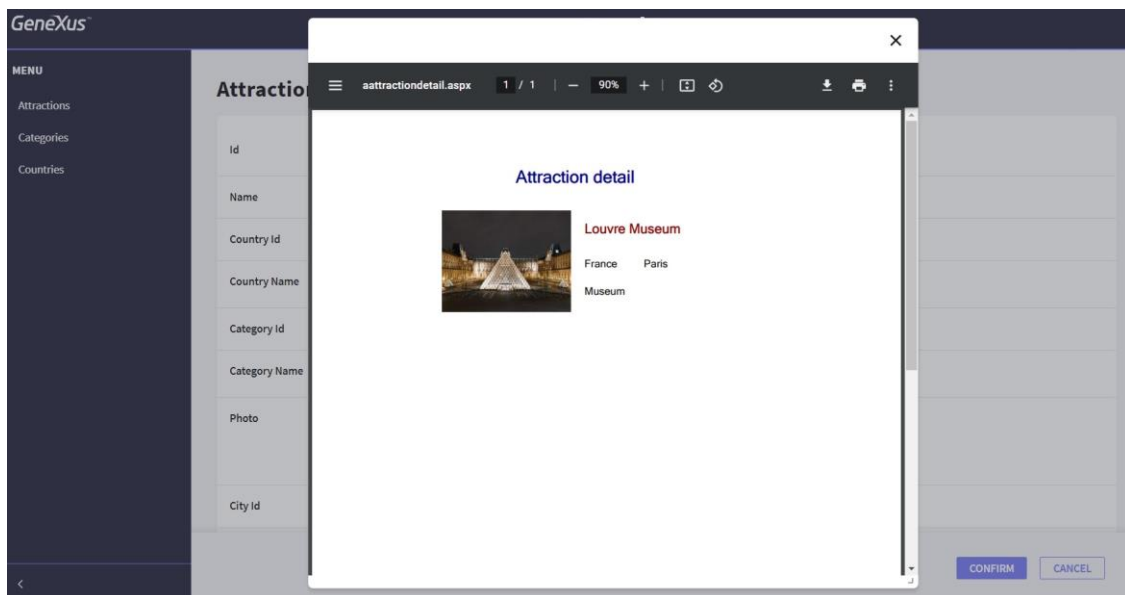 GeneXus™
MENU
Attractions
Categories
Countries
Attractio
Id
Name
Country Id
Country Name
Category Id
Category Name
Photo
City Id
aattractiondetail.aspx 1 / 1 | − 90% + |
Attraction detail
Louvre Museum
France Paris
Museum
CONFIRM CANCEL